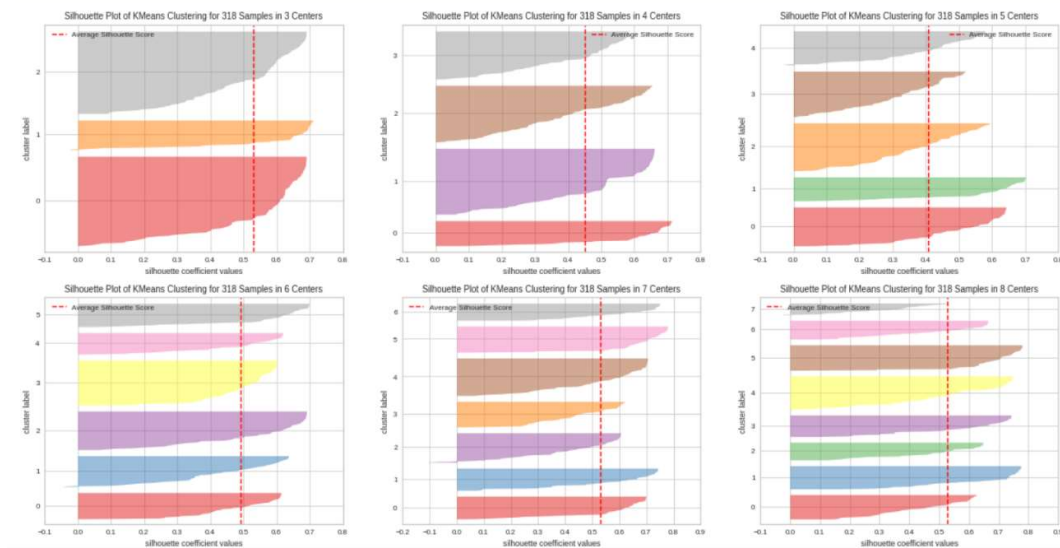 Silhouette Plot of KMeans Clustering for 318 Samples in 3 Centers
Average Silhouette Score
cluster label
2
1
0
−0.1 0.0 0.1 0.2 0.3 0.4 0.5 0.6 0.7 0.8
silhouette coefficient values
Silhouette Plot of KMeans Clustering for 318 Samples in 4 Centers
Average Silhouette Score
cluster label
3
2
1
0
−0.1 0.0 0.1 0.2 0.3 0.4 0.5 0.6 0.7 0.8
silhouette coefficient values
Silhouette Plot of KMeans Clustering for 318 Samples in 5 Centers
Average Silhouette Score
cluster label
4
3
2
1
0
−0.1 0.0 0.1 0.2 0.3 0.4 0.5 0.6 0.7 0.8
silhouette coefficient values
Silhouette Plot of KMeans Clustering for 318 Samples in 6 Centers
Average Silhouette Score
cluster label
5
4
3
2
1
0
−0.1 0.0 0.1 0.2 0.3 0.4 0.5 0.6 0.7 0.8
silhouette coefficient values
Silhouette Plot of KMeans Clustering for 318 Samples in 7 Centers
Average Silhouette Score
cluster label
6
5
4
3
2
1
0
−0.1 0.0 0.1 0.2 0.3 0.4 0.5 0.6 0.7 0.8 0.9
silhouette coefficient values
Silhouette Plot of KMeans Clustering for 318 Samples in 8 Centers
Average Silhouette Score
cluster label
7
6
5
4
3
2
1
0
−0.1 0.0 0.1 0.2 0.3 0.4 0.5 0.6 0.7 0.8 0.9
silhouette coefficient values